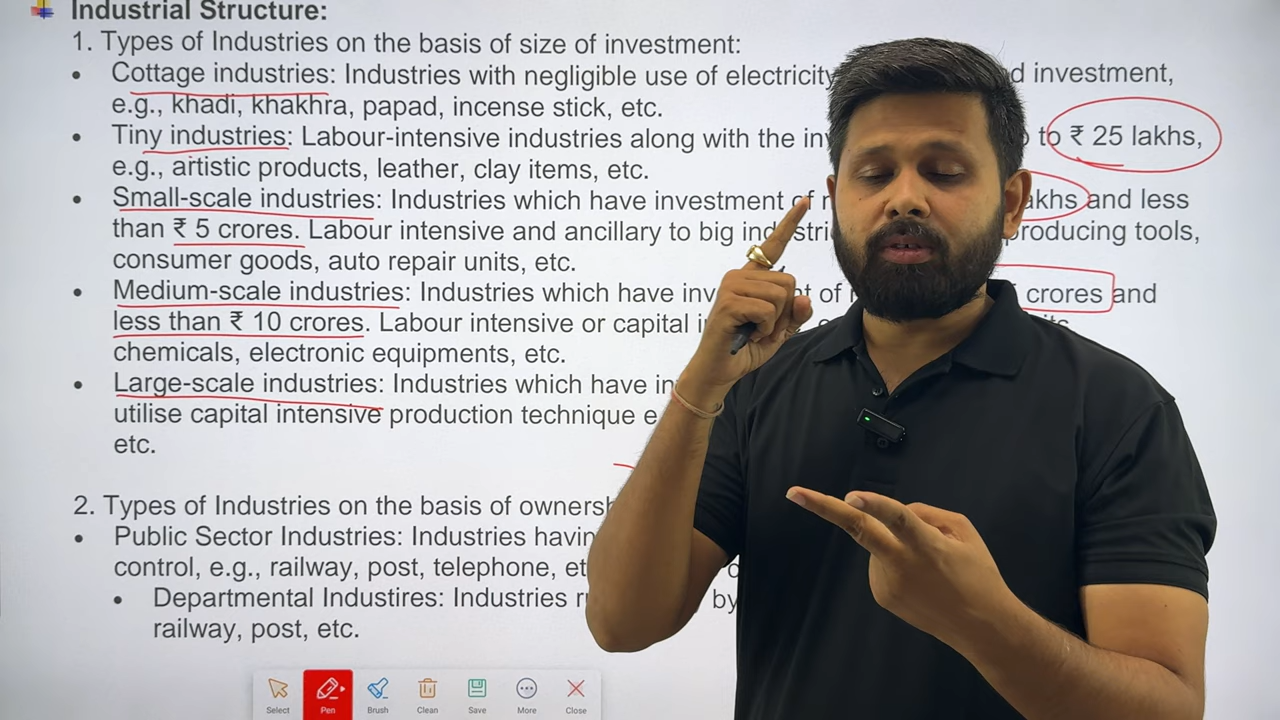 Industrial Structure:
1. Types of Industries on the basis of size of investment:
• Cottage industries: Industries with negligible use of electricity investment,
e.g., khadi, khakhra, papad, incense stick, etc.
• Tiny industries: Labour-intensive industries along with the to ₹ 25 lakhs,
e.g., artistic products, leather, clay items, etc.
• Small-scale industries: Industries which have investment of and less
than ₹ 5 crores. Labour intensive and ancillary to big producing tools,
consumer goods, auto repair units, etc.
• Medium-scale industries: Industries which have of crores and
less than ₹ 10 crores. Labour intensive or capital
chemicals, electronic equipments, etc.
• Large-scale industries: Industries which have
utilise capital intensive production technique
etc.
2. Types of Industries on the basis of
• Public Sector Industries: Industries
control, e.g., railway, post, telephone,
• Departmental Industires: Industries by
railway, post, etc.
Select Pen Brush Clean Save More Close